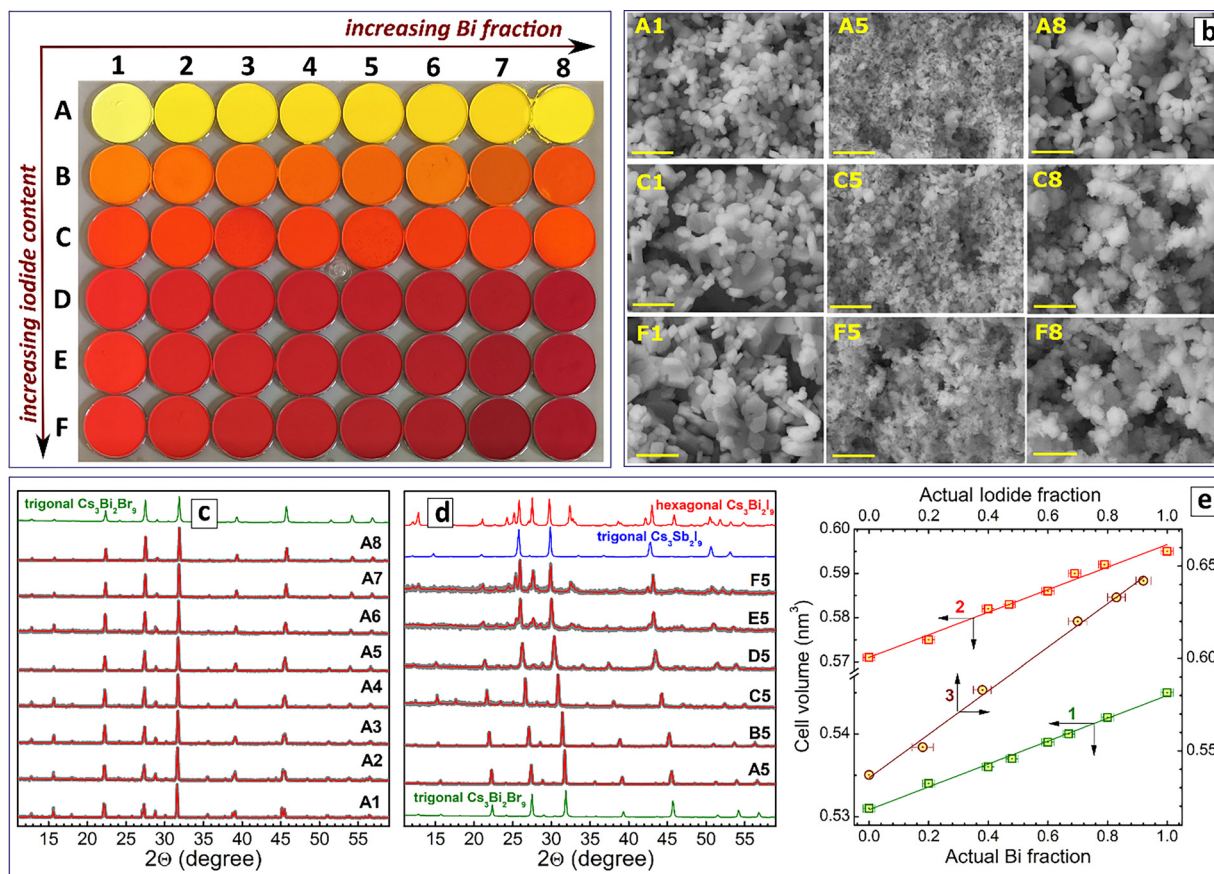 increasing Bi fraction
1 2 3 4 5 6 7 8
increasing iodide content
A
B
C
D
E
F
b
A1 A5 A8
C1 C5 C8
F1 F5 F8
c
trigonal Cs3Bi2Br9
A8
A7
A6
A5
A4
A3
A2
A1
20 25 30 35 40 45 50 55
2Θ (degree)
d
hexagonal Cs3Bi2I9
trigonal Cs3Sb2I9
F5
E5
D5
C5
B5
A5
trigonal Cs3Bi2Br9
15 20 25 30 35 40 45 50 55
2Θ (degree)
e
Actual Iodide fraction
0.0 0.2 0.4 0.6 0.8 1.0
Cell volume (nm3)
0.60
0.59
0.58
0.57
0.54
0.53
0.65
0.60
0.55
2
3
1
0.0 0.2 0.4 0.6 0.8 1.0
Actual Bi fraction